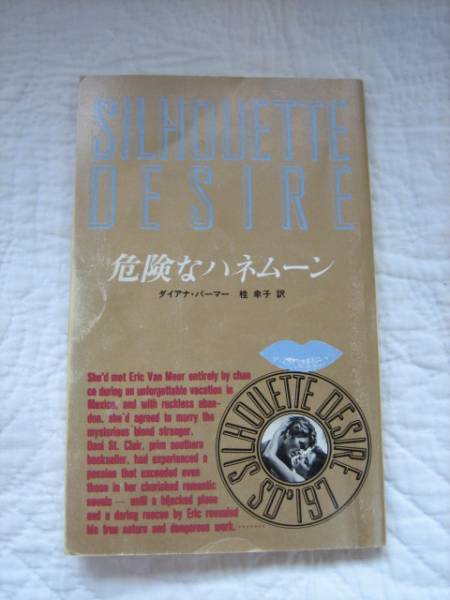 SILHOUETTE
DESIRE
危険なハネムーン
ダイアナ・パーマー 桂 幸子 訳
She'd met Eric Van Meer entirely by chan
ce during an unforgettable vacation in
Mexico, and with reckless aban-
don, she'd agreed to marry the
mysterious blond stranger.
Dani St. Clair, prim southern
bookseller, had experienced a
passion that exceeded even
those in her cherished romantic
novels — until a hijacked plane
and a daring rescue by Eric revealed
his true nature and dangerous work. ·······
SILHOUETTE DESIRE
SD.197